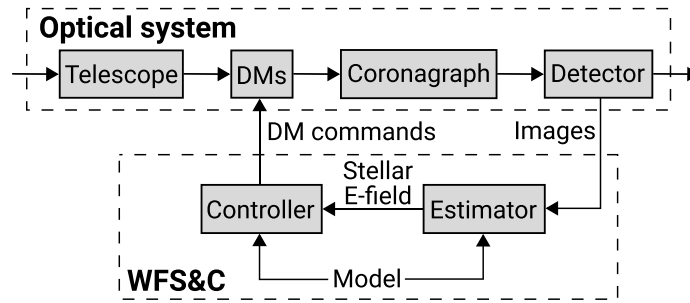 Optical system
Telescope
DMs
Coronagraph
Detector
DM commands
Images
Stellar
E-field
Controller
Estimator
WFS&C
Model